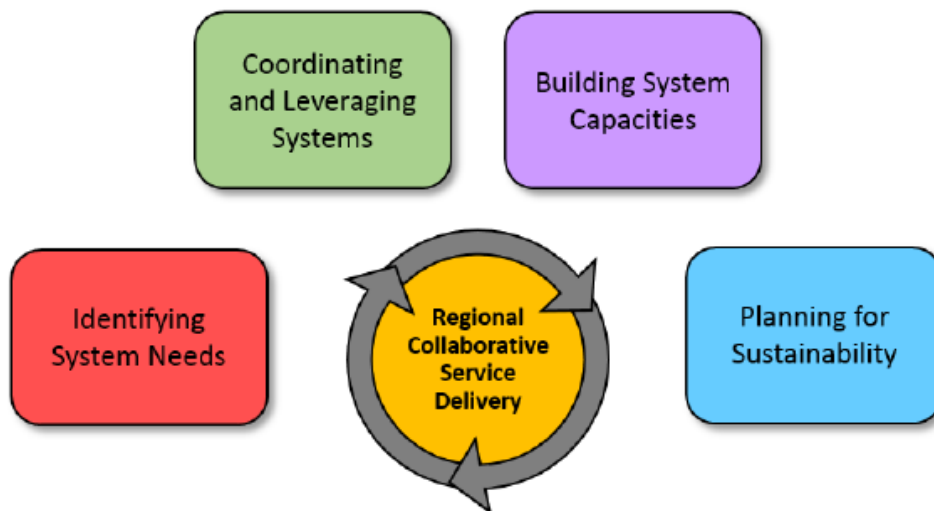 Coordinating
and Leveraging
Systems
Building System
Capacities
Identifying
System Needs
Regional
Collaborative
Service
Delivery
Planning for
Sustainability